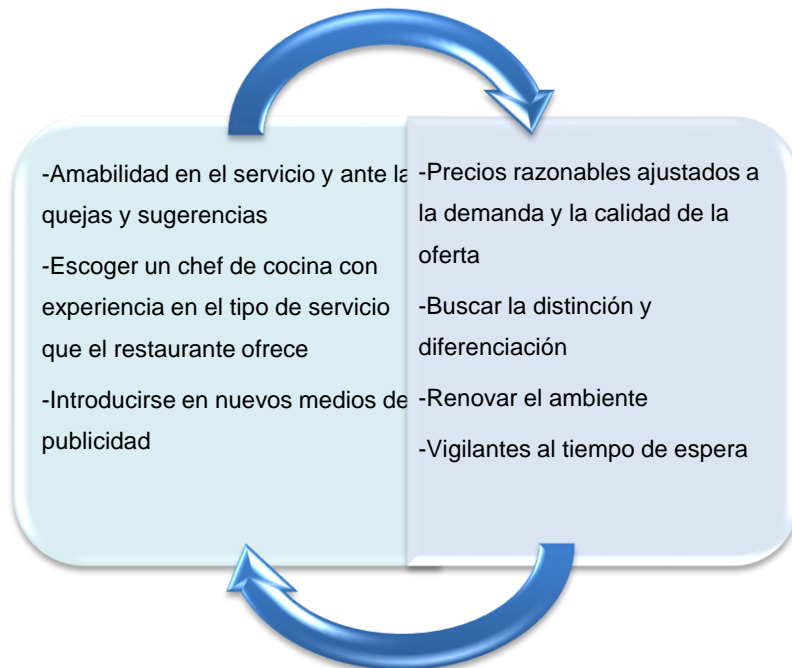 -Amabilidad en el servicio y ante la
quejas y sugerencias
-Escoger un chef de cocina con
experiencia en el tipo de servicio
que el restaurante ofrece
-Introducirse en nuevos medios de
publicidad
-Precios razonables ajustados a
la demanda y la calidad de la
oferta
-Buscar la distinción y
diferenciación
-Renovar el ambiente
-Vigilantes al tiempo de espera